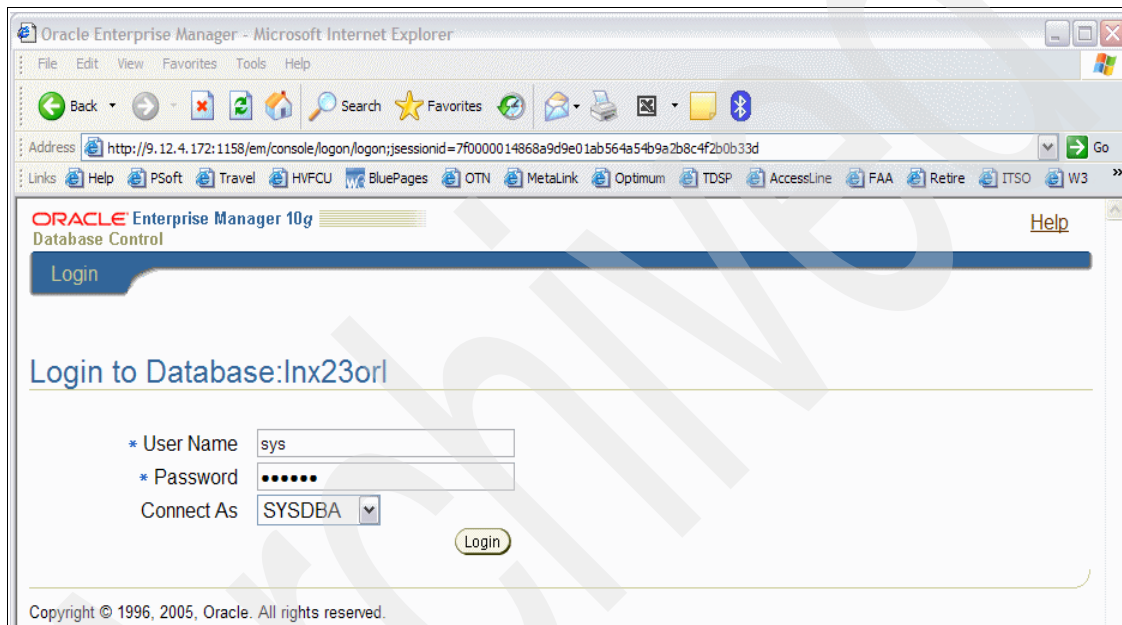 Oracle Enterprise Manager - Microsoft Internet Explorer
File Edit View Favorites Tools Help
Back Search Favorites
Address http://9.12.4.172:1158/em/console/logon/logon;jsessionid=7f0000014868a9d9e01ab564a54b9a2b8c4f2b0b33d Go
Links Help PSoft Travel HVFCU BluePages OTN MetaLink Optimum TDSP AccessLine FAA Retire ITSO W3 »
ORACLE Enterprise Manager 10g
Database Control
Help
Login
Login to Database:lnx23orl
* User Name sys
* Password ••••••
Connect As SYSDBA
Login
Copyright © 1996, 2005, Oracle. All rights reserved.